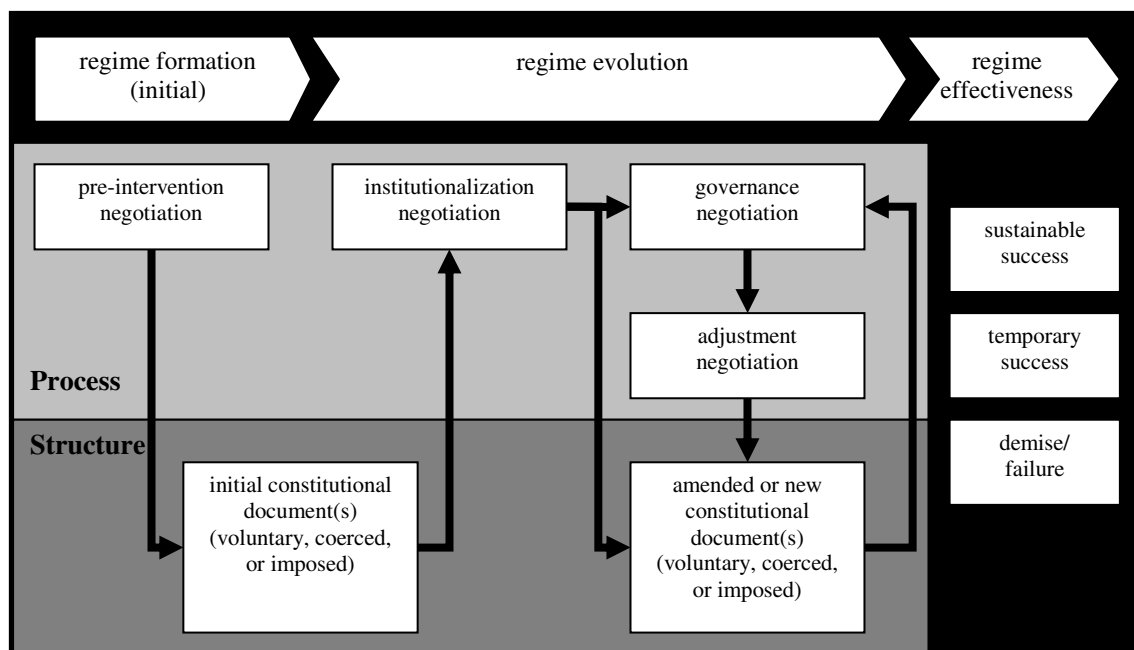 regime formation
(initial)
regime evolution
regime
effectiveness
pre-intervention
negotiation
institutionalization
negotiation
governance
negotiation
sustainable
success
adjustment
negotiation
temporary
success
Process
Structure
initial constitutional
document(s)
(voluntary, coerced,
or imposed)
amended or new
constitutional
document(s)
(voluntary, coerced,
or imposed)
demise/
failure